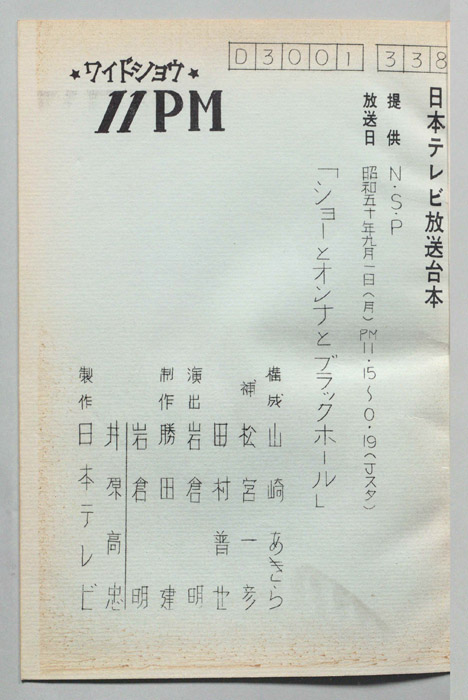 D3001 338
日本テレビ放送台本
提供 N・S・P
放送日 昭和五十年九月一日(月)PM11・15〜0・19(Jスタ)
「ショーとオンナとブラックホール」
★ワイドショウ★
11PM
構成 山崎あきら
補 松宮一彦
田村普也
演出 岩倉明
制作 勝田建
岩倉明
井原高忠
製作 日本テレビ